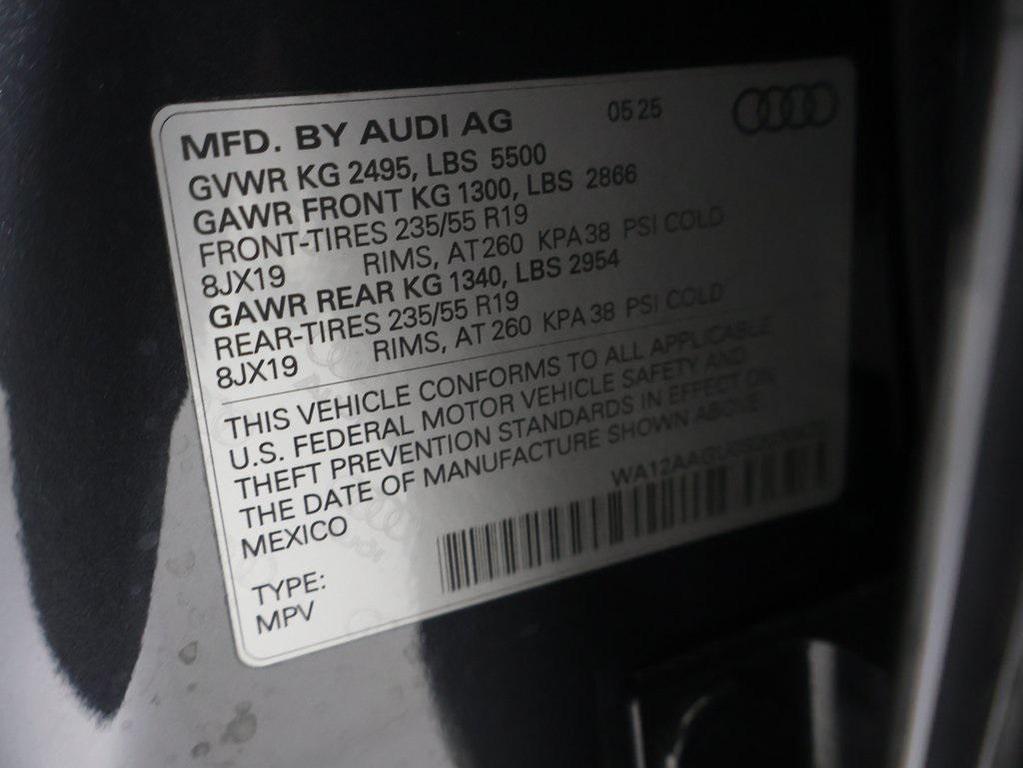 MFD. BY AUDI AG 05 25
GVWR KG 2495, LBS 5500
GAWR FRONT KG 1300, LBS 2866
FRONT-TIRES 235/55 R19
8JX19 RIMS, AT 260 KPA 38 PSI COLD
GAWR REAR KG 1340, LBS 2954
REAR-TIRES 235/55 R19
8JX19 RIMS, AT 260 KPA 38 PSI COLD
THIS VEHICLE CONFORMS TO ALL APPLICABLE
U.S. FEDERAL MOTOR VEHICLE SAFETY AND
THEFT PREVENTION STANDARDS IN EFFECT ON
THE DATE OF MANUFACTURE SHOWN ABOVE
MEXICO
TYPE:
MPV